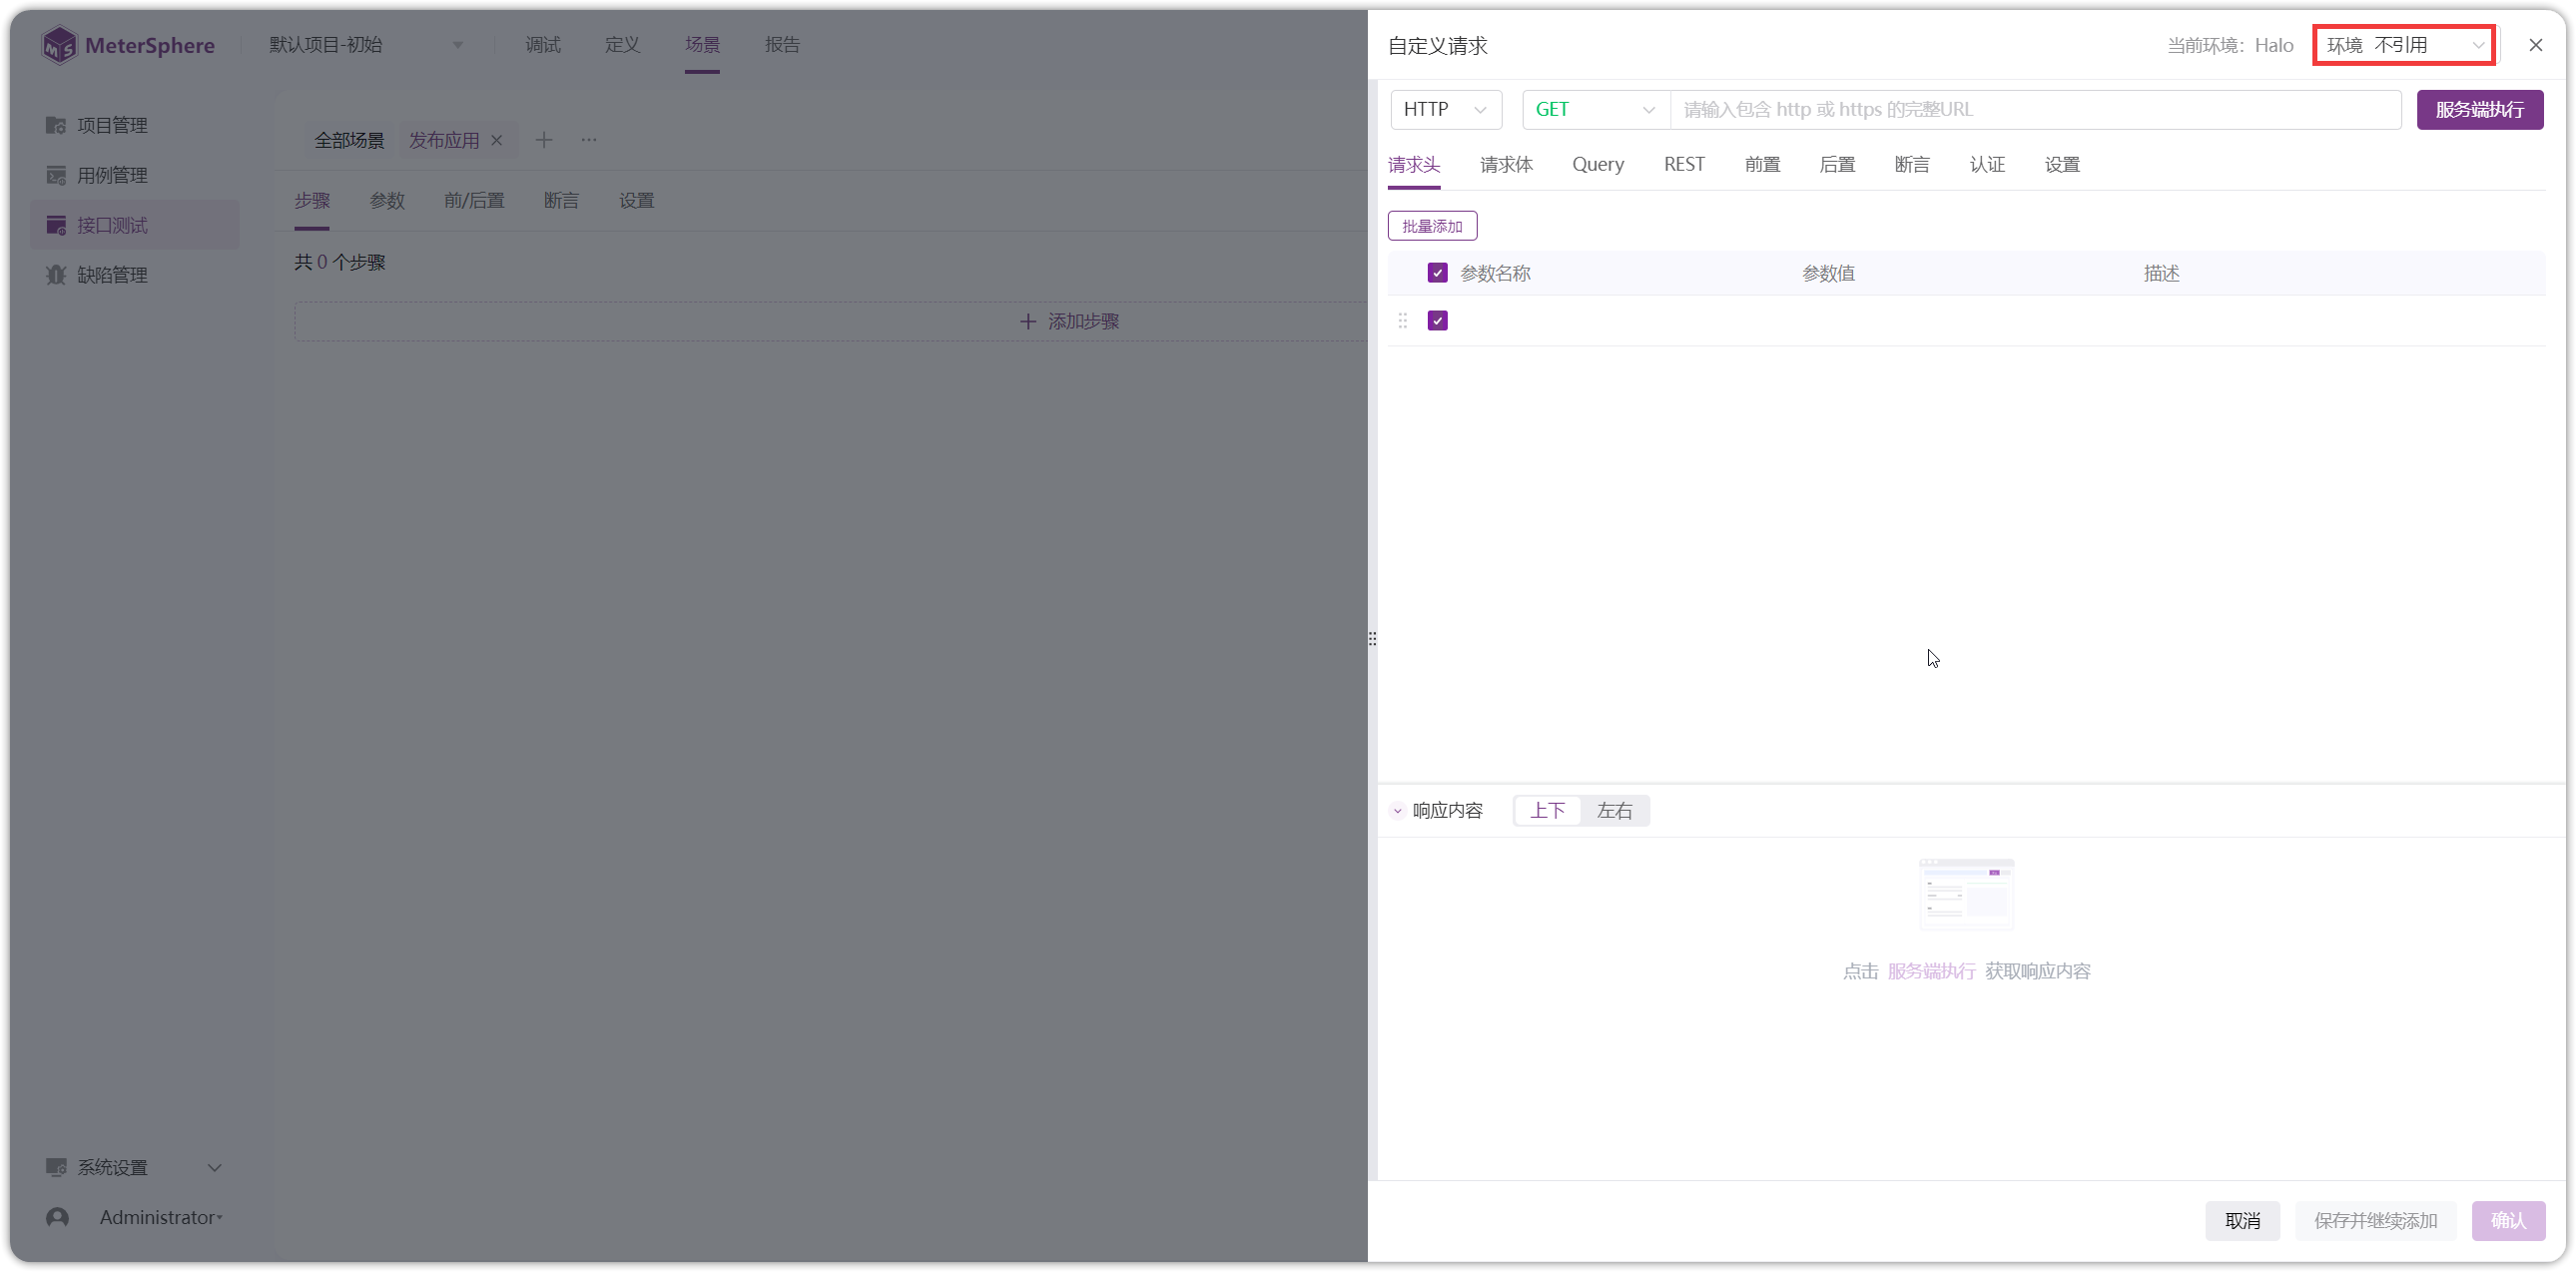 MeterSphere
默认项目-初始
调试 定义 场景 报告
项目管理
用例管理
接口测试
缺陷管理
全部场景 发布应用
步骤 参数 前/后置 断言 设置
共 0 个步骤
添加步骤
系统设置
Administrator
自定义请求
当前环境: Halo
环境 不引用
HTTP
GET
请输入包含 http 或 https 的完整URL
服务端执行
请求头 请求体 Query REST 前置 后置 断言 认证 设置
批量添加
参数名称 参数值 描述
响应内容
上下 左右
点击 服务端执行 获取响应内容
取消 保存并继续添加 确认